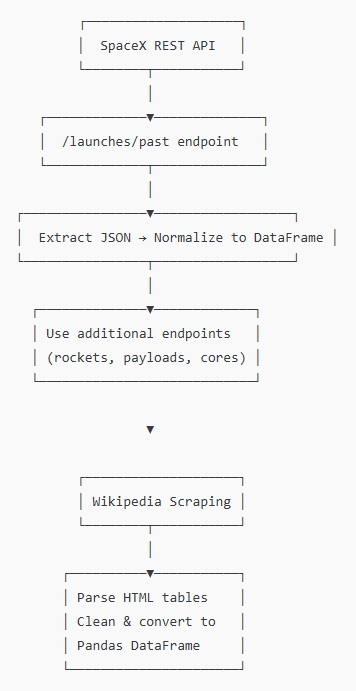 SpaceX REST API
/launches/past endpoint
Extract JSON → Normalize to DataFrame
Use additional endpoints
(rockets, payloads, cores)
Wikipedia Scraping
Parse HTML tables
Clean & convert to
Pandas DataFrame